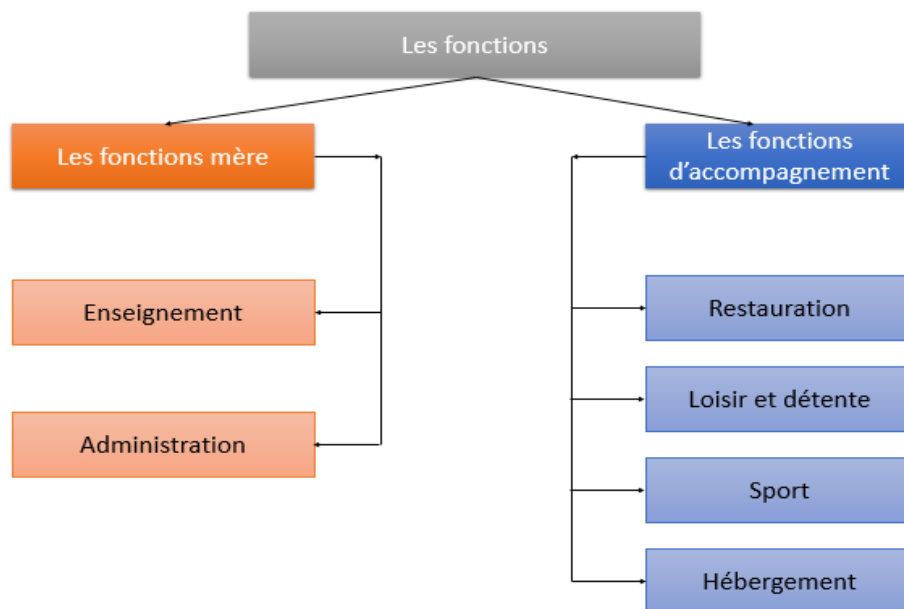 Les fonctions
Les fonctions mère
Les fonctions
d'accompagnement
Enseignement
Administration
Restauration
Loisir et détente
Sport
Hébergement